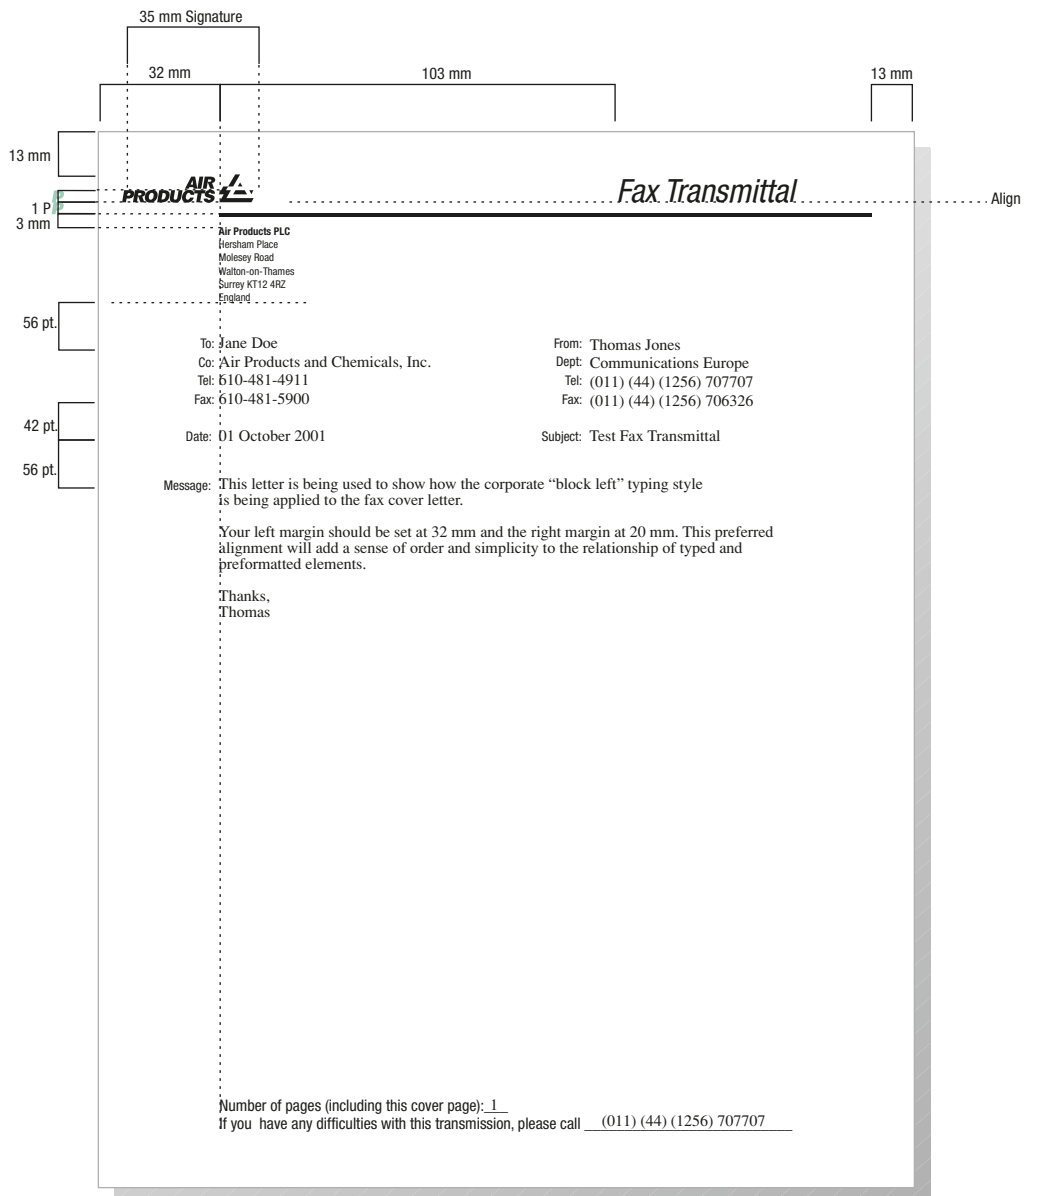 35 mm Signature
32 mm 103 mm 13 mm
13 mm
AIR
PRODUCTS
Fax Transmittal
1 P
Align
3 mm
Air Products PLC
Hersham Place
Molesey Road
Walton-on-Thames
Surrey KT12 4RZ
England
56 pt.
To: Jane Doe From: Thomas Jones
Co: Air Products and Chemicals, Inc. Dept: Communications Europe
Tel: 610-481-4911 Tel: (011) (44) (1256) 707707
Fax: 610-481-5900 Fax: (011) (44) (1256) 706326
42 pt.
Date: 01 October 2001 Subject: Test Fax Transmittal
56 pt.
Message: This letter is being used to show how the corporate “block left” typing style
is being applied to the fax cover letter.
Your left margin should be set at 32 mm and the right margin at 20 mm. This preferred
alignment will add a sense of order and simplicity to the relationship of typed and
preformatted elements.
Thanks,
Thomas
Number of pages (including this cover page): 1
If you have any difficulties with this transmission, please call (011) (44) (1256) 707707